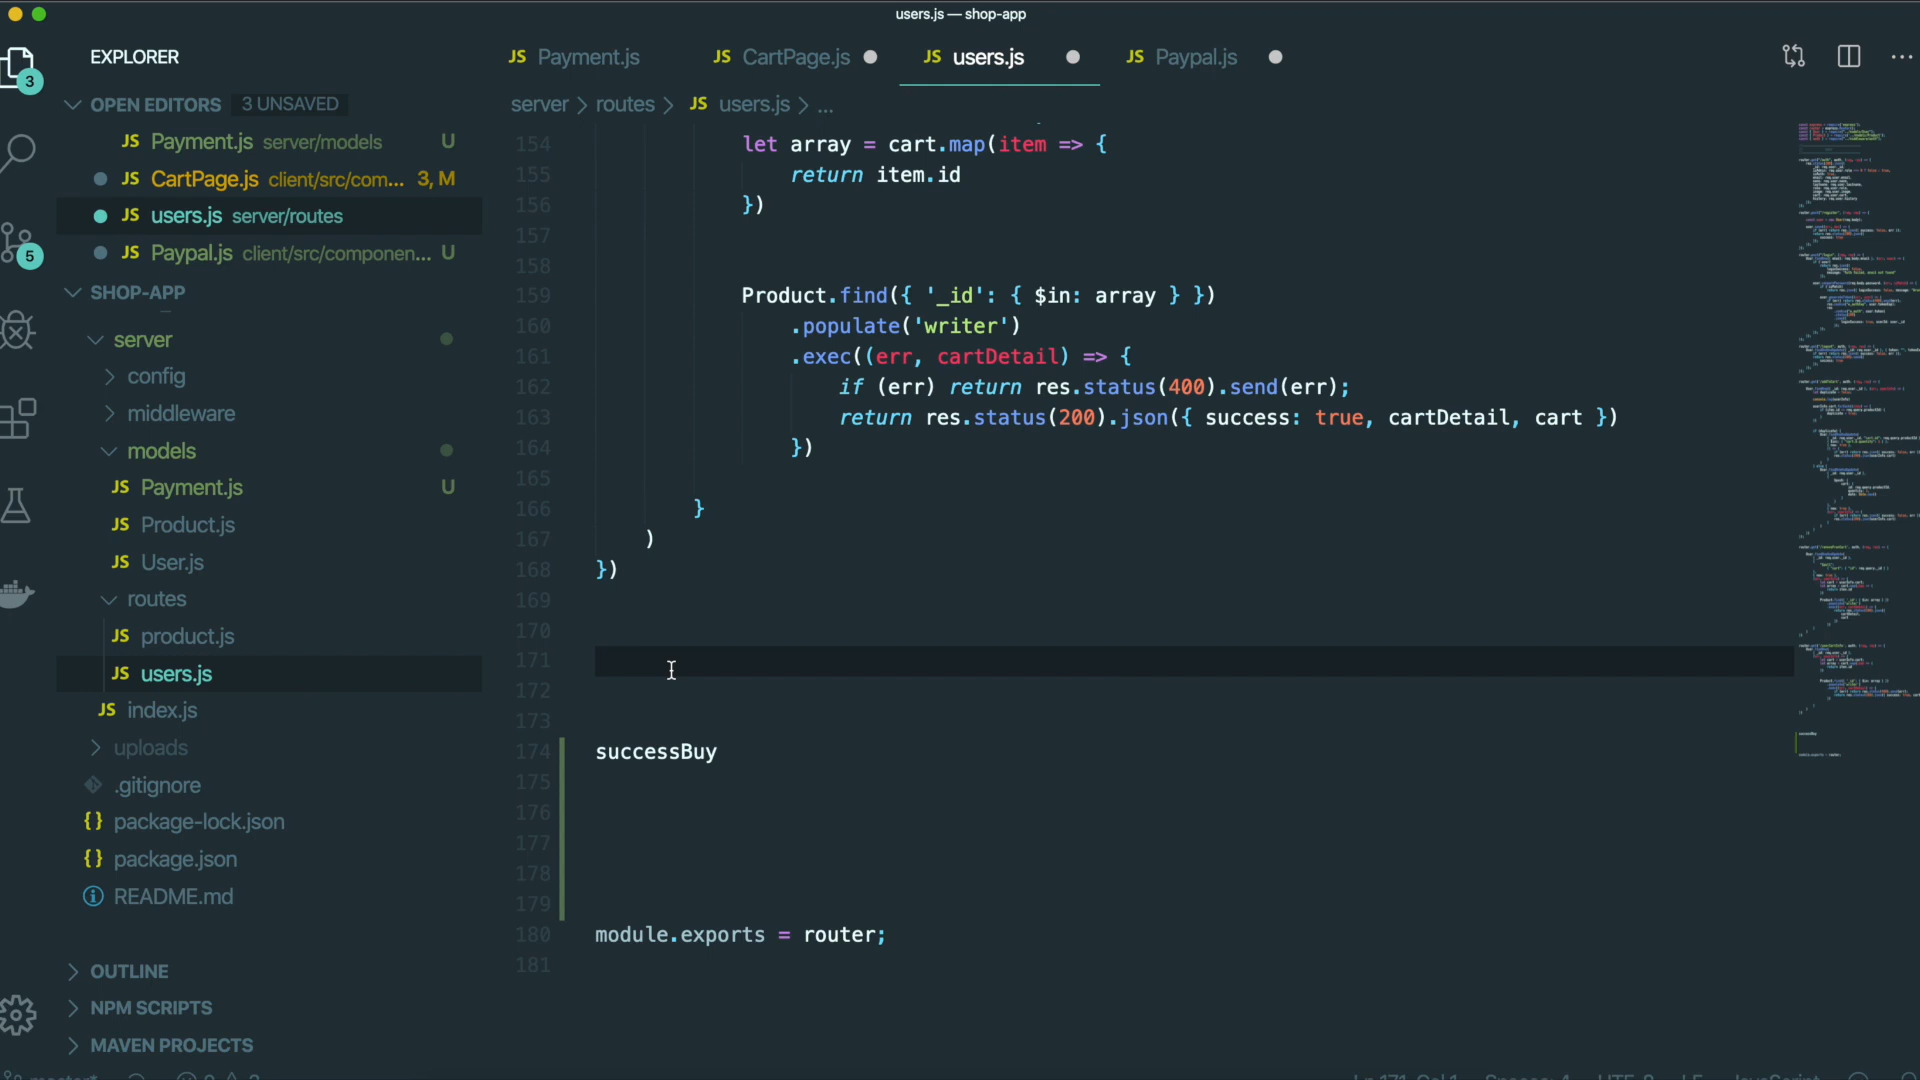 users.js — shop-app
EXPLORER
JS Payment.js
JS CartPage.js
JS users.js
JS Paypal.js
3
OPEN EDITORS 3 UNSAVED
server > routes > JS users.js > ...
JS Payment.js server/models U
JS CartPage.js client/src/com... 3, M
JS users.js server/routes
JS Paypal.js client/src/componen... U
5
SHOP-APP
server
config
middleware
models
JS Payment.js U
JS Product.js
JS User.js
routes
JS product.js
JS users.js
JS index.js
uploads
.gitignore
{} package-lock.json
{} package.json
README.md
OUTLINE
NPM SCRIPTS
MAVEN PROJECTS
154 let array = cart.map(item => {
155 return item.id
156 })
157
158
159 Product.find({ '_id': { $in: array } })
160 .populate('writer')
161 .exec((err, cartDetail) => {
162 if (err) return res.status(400).send(err);
163 return res.status(200).json({ success: true, cartDetail, cart })
164 })
165
166 }
167 )
168 })
169
170
171
172
173
174 successBuy
175
176
177
178
179
180 module.exports = router;
181